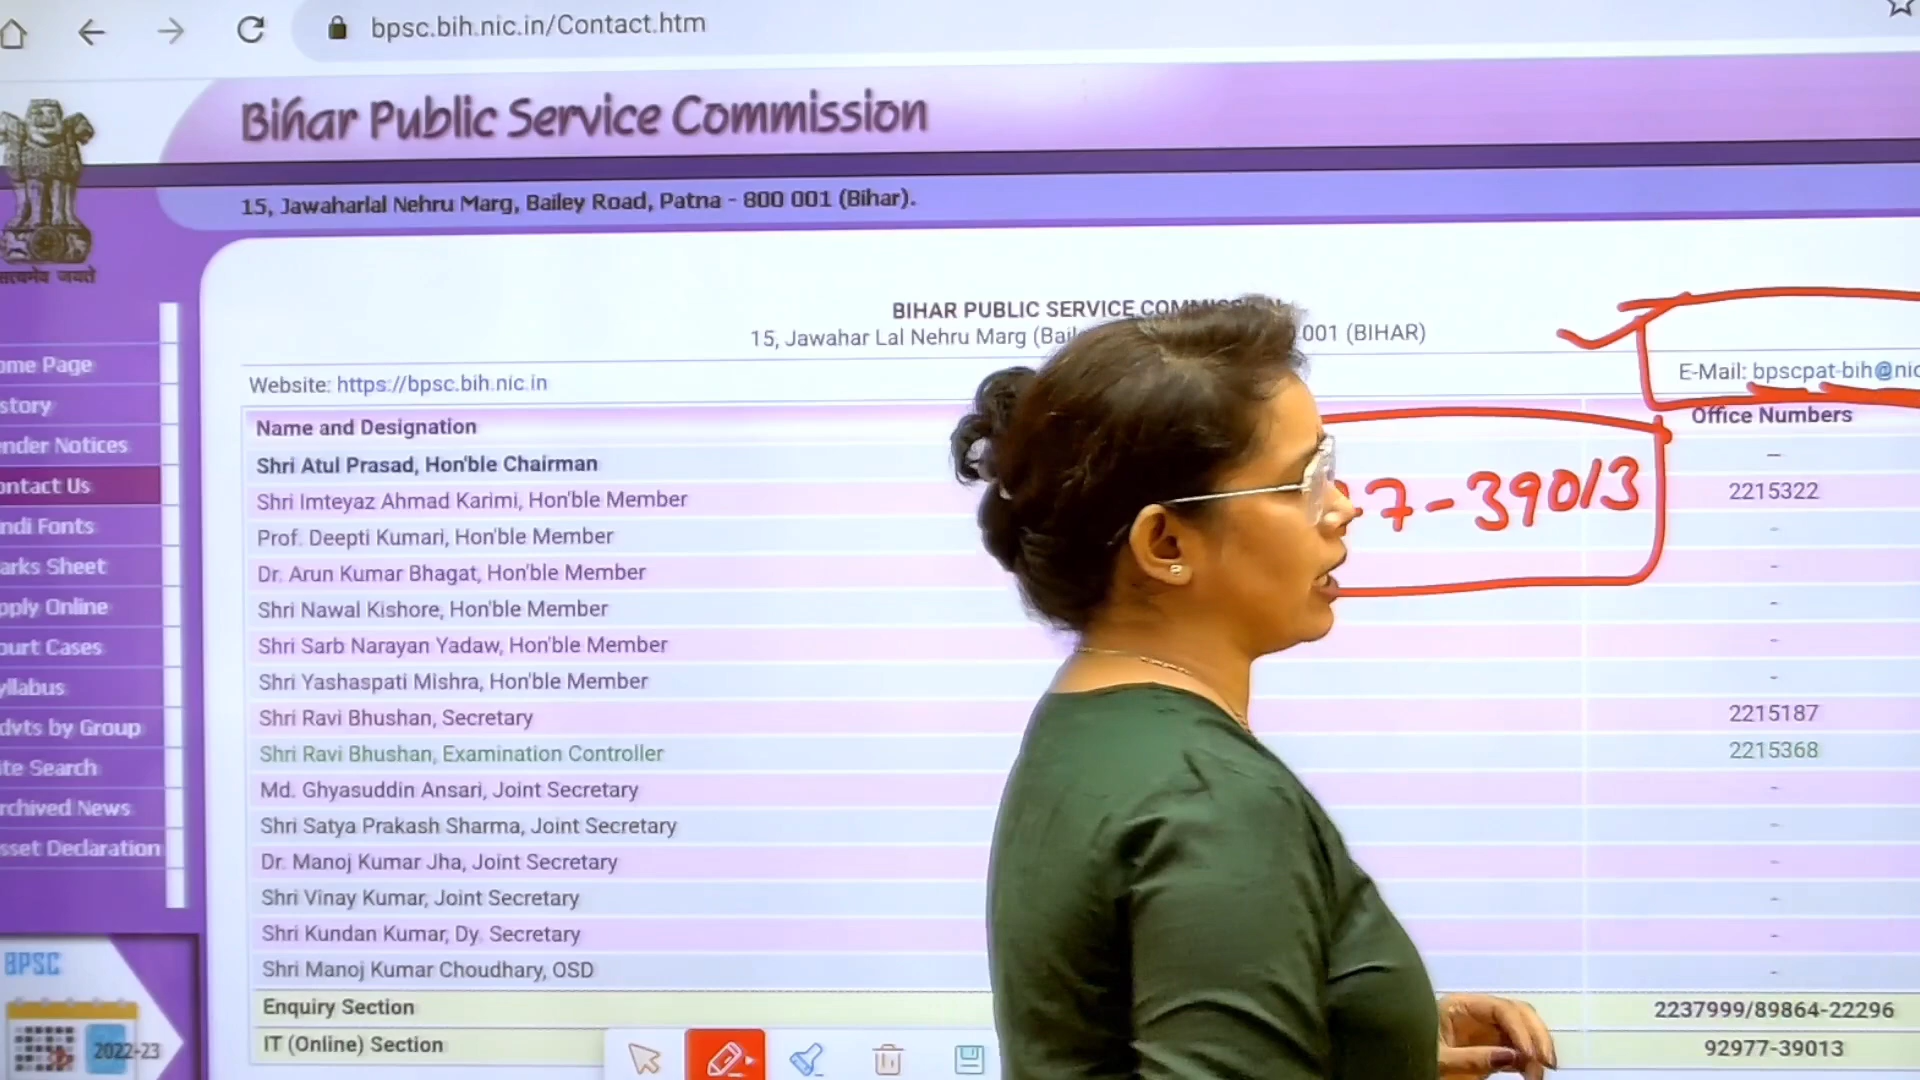 bpsc.bih.nic.in/Contact.htm
Bihar Public Service Commission
15, Jawaharlal Nehru Marg, Bailey Road, Patna - 800 001 (Bihar).
सत्यमेव जयते
BIHAR PUBLIC SERVICE
15, Jawahar Lal Nehru Marg 001 (BIHAR)
Website: https://bpsc.bih.nic.in
E-Mail: bpscpat-bih@nic
Name and Designation
Office Numbers
Shri Atul Prasad, Hon'ble Chairman –
Shri Imteyaz Ahmad Karimi, Hon'ble Member 2215322
7-39013
Prof. Deepti Kumari, Hon'ble Member -
Dr. Arun Kumar Bhagat, Hon'ble Member -
Shri Nawal Kishore, Hon'ble Member -
Shri Sarb Narayan Yadaw, Hon'ble Member -
Shri Yashaspati Mishra, Hon'ble Member -
Shri Ravi Bhushan, Secretary 2215187
Shri Ravi Bhushan, Examination Controller 2215368
Md. Ghyasuddin Ansari, Joint Secretary -
Shri Satya Prakash Sharma, Joint Secretary -
Dr. Manoj Kumar Jha, Joint Secretary -
Shri Vinay Kumar, Joint Secretary -
Shri Kundan Kumar, Dy. Secretary -
Shri Manoj Kumar Choudhary, OSD -
Enquiry Section 2237999/89864-22296
IT (Online) Section 92977-39013
ome Page
story
ender Notices
ontact Us
ndi Fonts
arks Sheet
pply Online
ourt Cases
yllabus
dvts by Group
ite Search
rchived News
sset Declaration
BPSC
2022-23